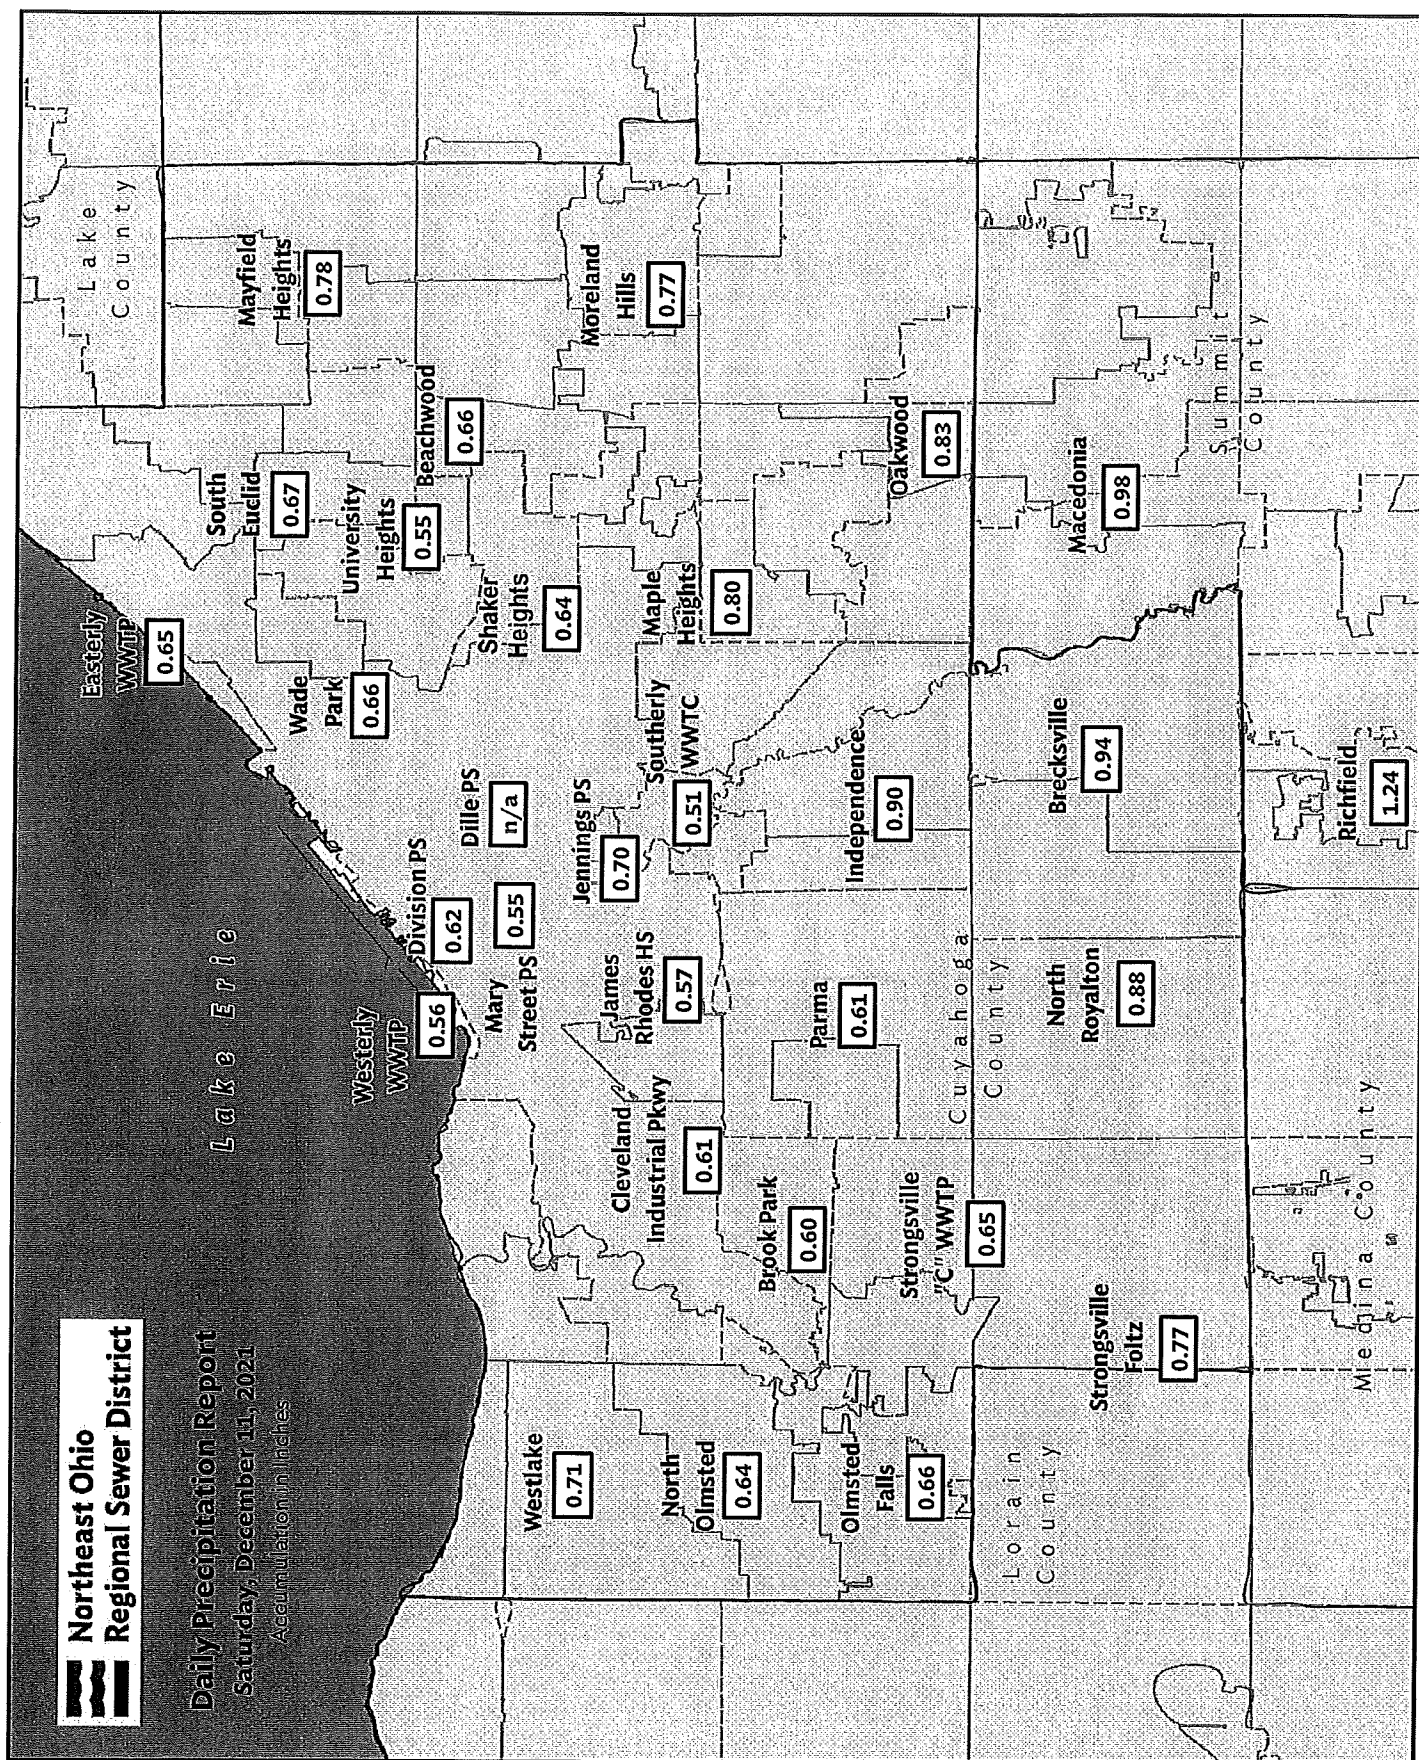 Northeast Ohio
Regional Sewer District
Daily Precipitation Report
Saturday, December 11, 2021
Accumulation in Inches
Lake Erie
Lake
County
Easterly
WWTP
0.65
South
Euclid
0.67
Mayfield
Heights
0.78
Wade
Park
0.66
University
Heights
0.55
Beachwood
0.66
Westerly
WWTP
0.56
Division PS
0.62
Dille PS
n/a
Shaker
Heights
0.64
Mary
Street PS
0.55
Moreland
Hills
0.77
Westlake
0.71
Jennings PS
0.70
James
Rhodes HS
0.57
Cleveland
Industrial Pkwy
0.61
Southerly
WWTC
0.51
Maple
Heights
0.80
North
Olmsted
0.64
Brook Park
0.60
Parma
0.61
Independence
0.90
Oakwood
0.83
Olmsted
Falls
0.66
Strongsville
"C" WWTP
0.65
Cuyahoga
County
Lorain
County
North
Royalton
0.88
Brecksville
0.94
Macedonia
0.98
Strongsville
Foltz
0.77
Summit
County
Medina County
Richfield
1.24